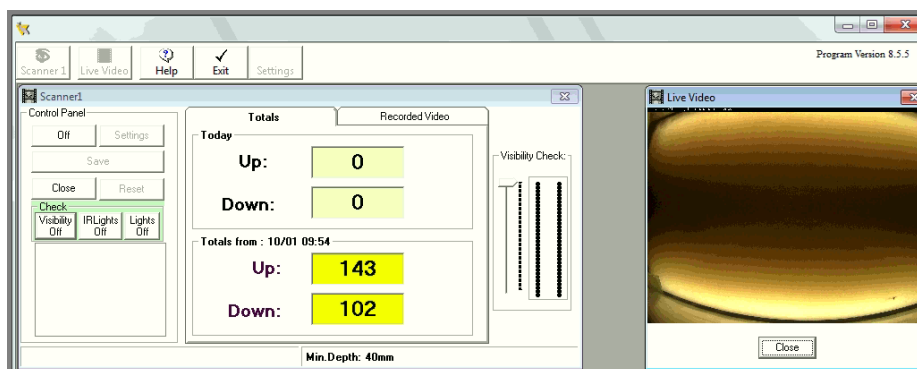 Scanner 1
Live Video
Help
Exit
Settings
Program Version 8.5.5
Scanner1
Control Panel
Off
Settings
Save
Close
Reset
Check
Visibility Off
IRLights Off
Lights Off
Totals
Recorded Video
Today
Up: 0
Down: 0
Totals from : 10/01 09:54
Up: 143
Down: 102
Visibility Check:
Min.Depth: 40mm
Live Video
Close